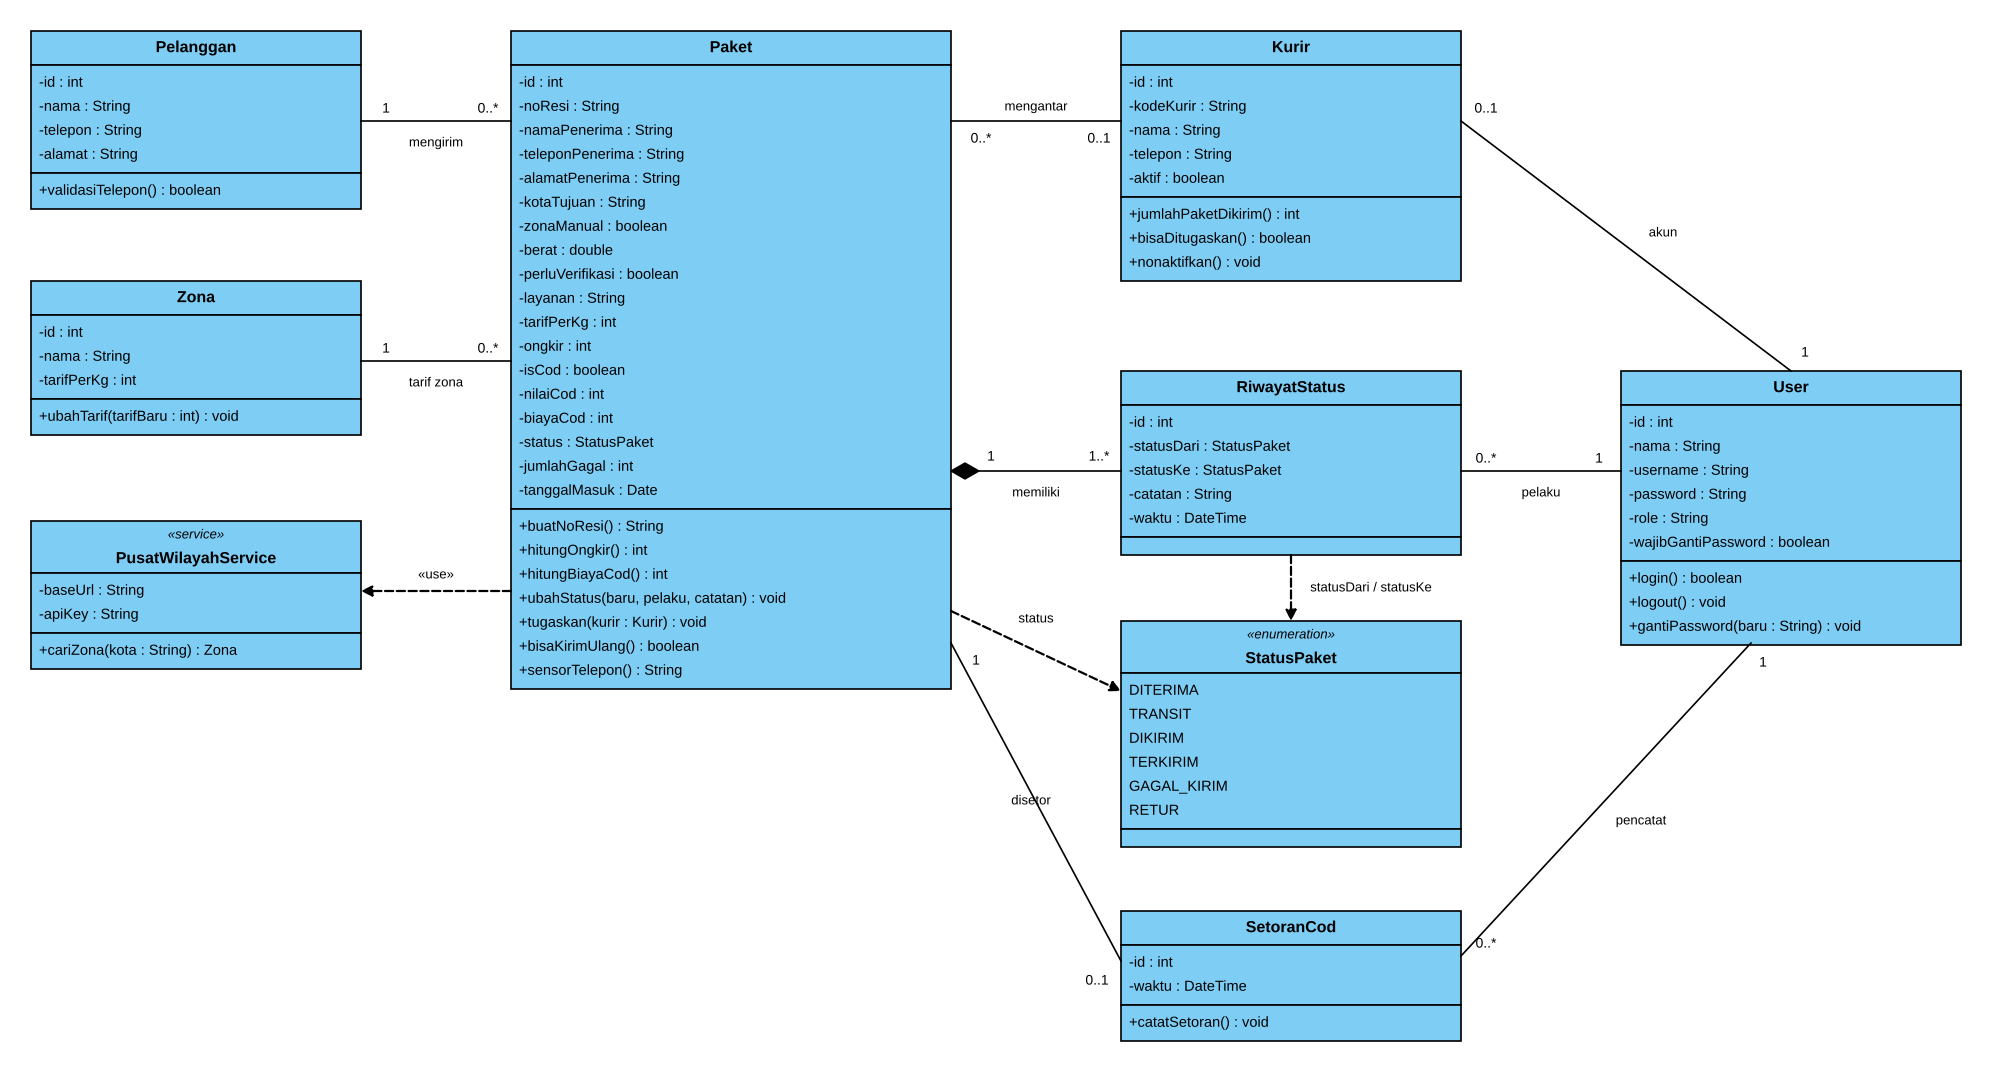 Pelanggan
-id : int
-nama : String
-telepon : String
-alamat : String
+validasiTelepon() : boolean
1
0..*
mengirim
Zona
-id : int
-nama : String
-tarifPerKg : int
+ubahTarif(tarifBaru : int) : void
1
0..*
tarif zona
«service»
PusatWilayahService
-baseUrl : String
-apiKey : String
+cariZona(kota : String) : Zona
«use»
Paket
-id : int
-noResi : String
-namaPenerima : String
-teleponPenerima : String
-alamatPenerima : String
-kotaTujuan : String
-zonaManual : boolean
-berat : double
-perluVerifikasi : boolean
-layanan : String
-tarifPerKg : int
-ongkir : int
-isCod : boolean
-nilaiCod : int
-biayaCod : int
-status : StatusPaket
-jumlahGagal : int
-tanggalMasuk : Date
+buatNoResi() : String
+hitungOngkir() : int
+hitungBiayaCod() : int
+ubahStatus(baru, pelaku, catatan) : void
+tugaskan(kurir : Kurir) : void
+bisaKirimUlang() : boolean
+sensorTelepon() : String
mengantar
0..*
0..1
1
1..*
memiliki
status
1
disetor
0..1
Kurir
-id : int
-kodeKurir : String
-nama : String
-telepon : String
-aktif : boolean
+jumlahPaketDikirim() : int
+bisaDitugaskan() : boolean
+nonaktifkan() : void
0..1
akun
1
RiwayatStatus
-id : int
-statusDari : StatusPaket
-statusKe : StatusPaket
-catatan : String
-waktu : DateTime
0..*
1
pelaku
statusDari / statusKe
«enumeration»
StatusPaket
DITERIMA
TRANSIT
DIKIRIM
TERKIRIM
GAGAL_KIRIM
RETUR
User
-id : int
-nama : String
-username : String
-password : String
-role : String
-wajibGantiPassword : boolean
+login() : boolean
+logout() : void
+gantiPassword(baru : String) : void
1
pencatat
0..*
SetoranCod
-id : int
-waktu : DateTime
+catatSetoran() : void